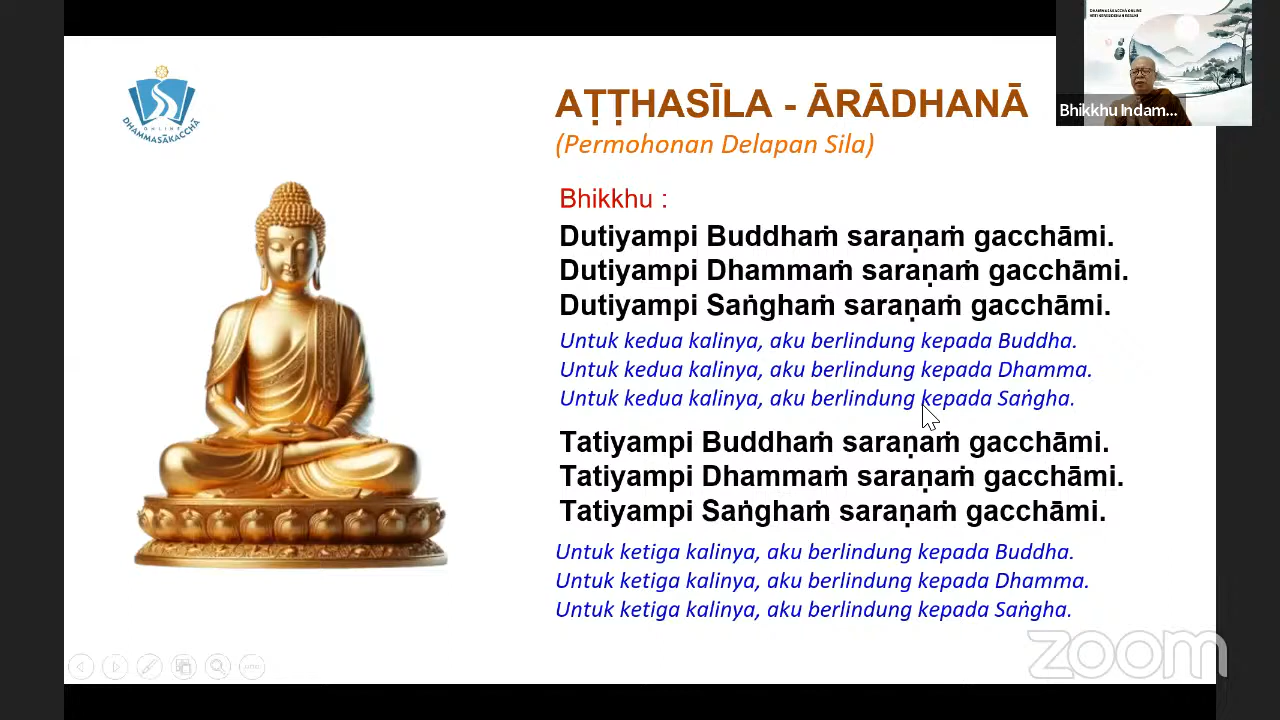 DHAMMASĀKACCHĀ ONLINE
Bhikkhu Indam...
ONLINE
DHAMMASĀKACCHĀ
AṬṬHASĪLA - ĀRĀDHANĀ
(Permohonan Delapan Sila)
Bhikkhu :
Dutiyampi Buddhaṁ saraṇaṁ gacchāmi.
Dutiyampi Dhammaṁ saraṇaṁ gacchāmi.
Dutiyampi Saṅghaṁ saraṇaṁ gacchāmi.
Untuk kedua kalinya, aku berlindung kepada Buddha.
Untuk kedua kalinya, aku berlindung kepada Dhamma.
Untuk kedua kalinya, aku berlindung kepada Saṅgha.
Tatiyampi Buddhaṁ saraṇaṁ gacchāmi.
Tatiyampi Dhammaṁ saraṇaṁ gacchāmi.
Tatiyampi Saṅghaṁ saraṇaṁ gacchāmi.
Untuk ketiga kalinya, aku berlindung kepada Buddha.
Untuk ketiga kalinya, aku berlindung kepada Dhamma.
Untuk ketiga kalinya, aku berlindung kepada Saṅgha.
zoom